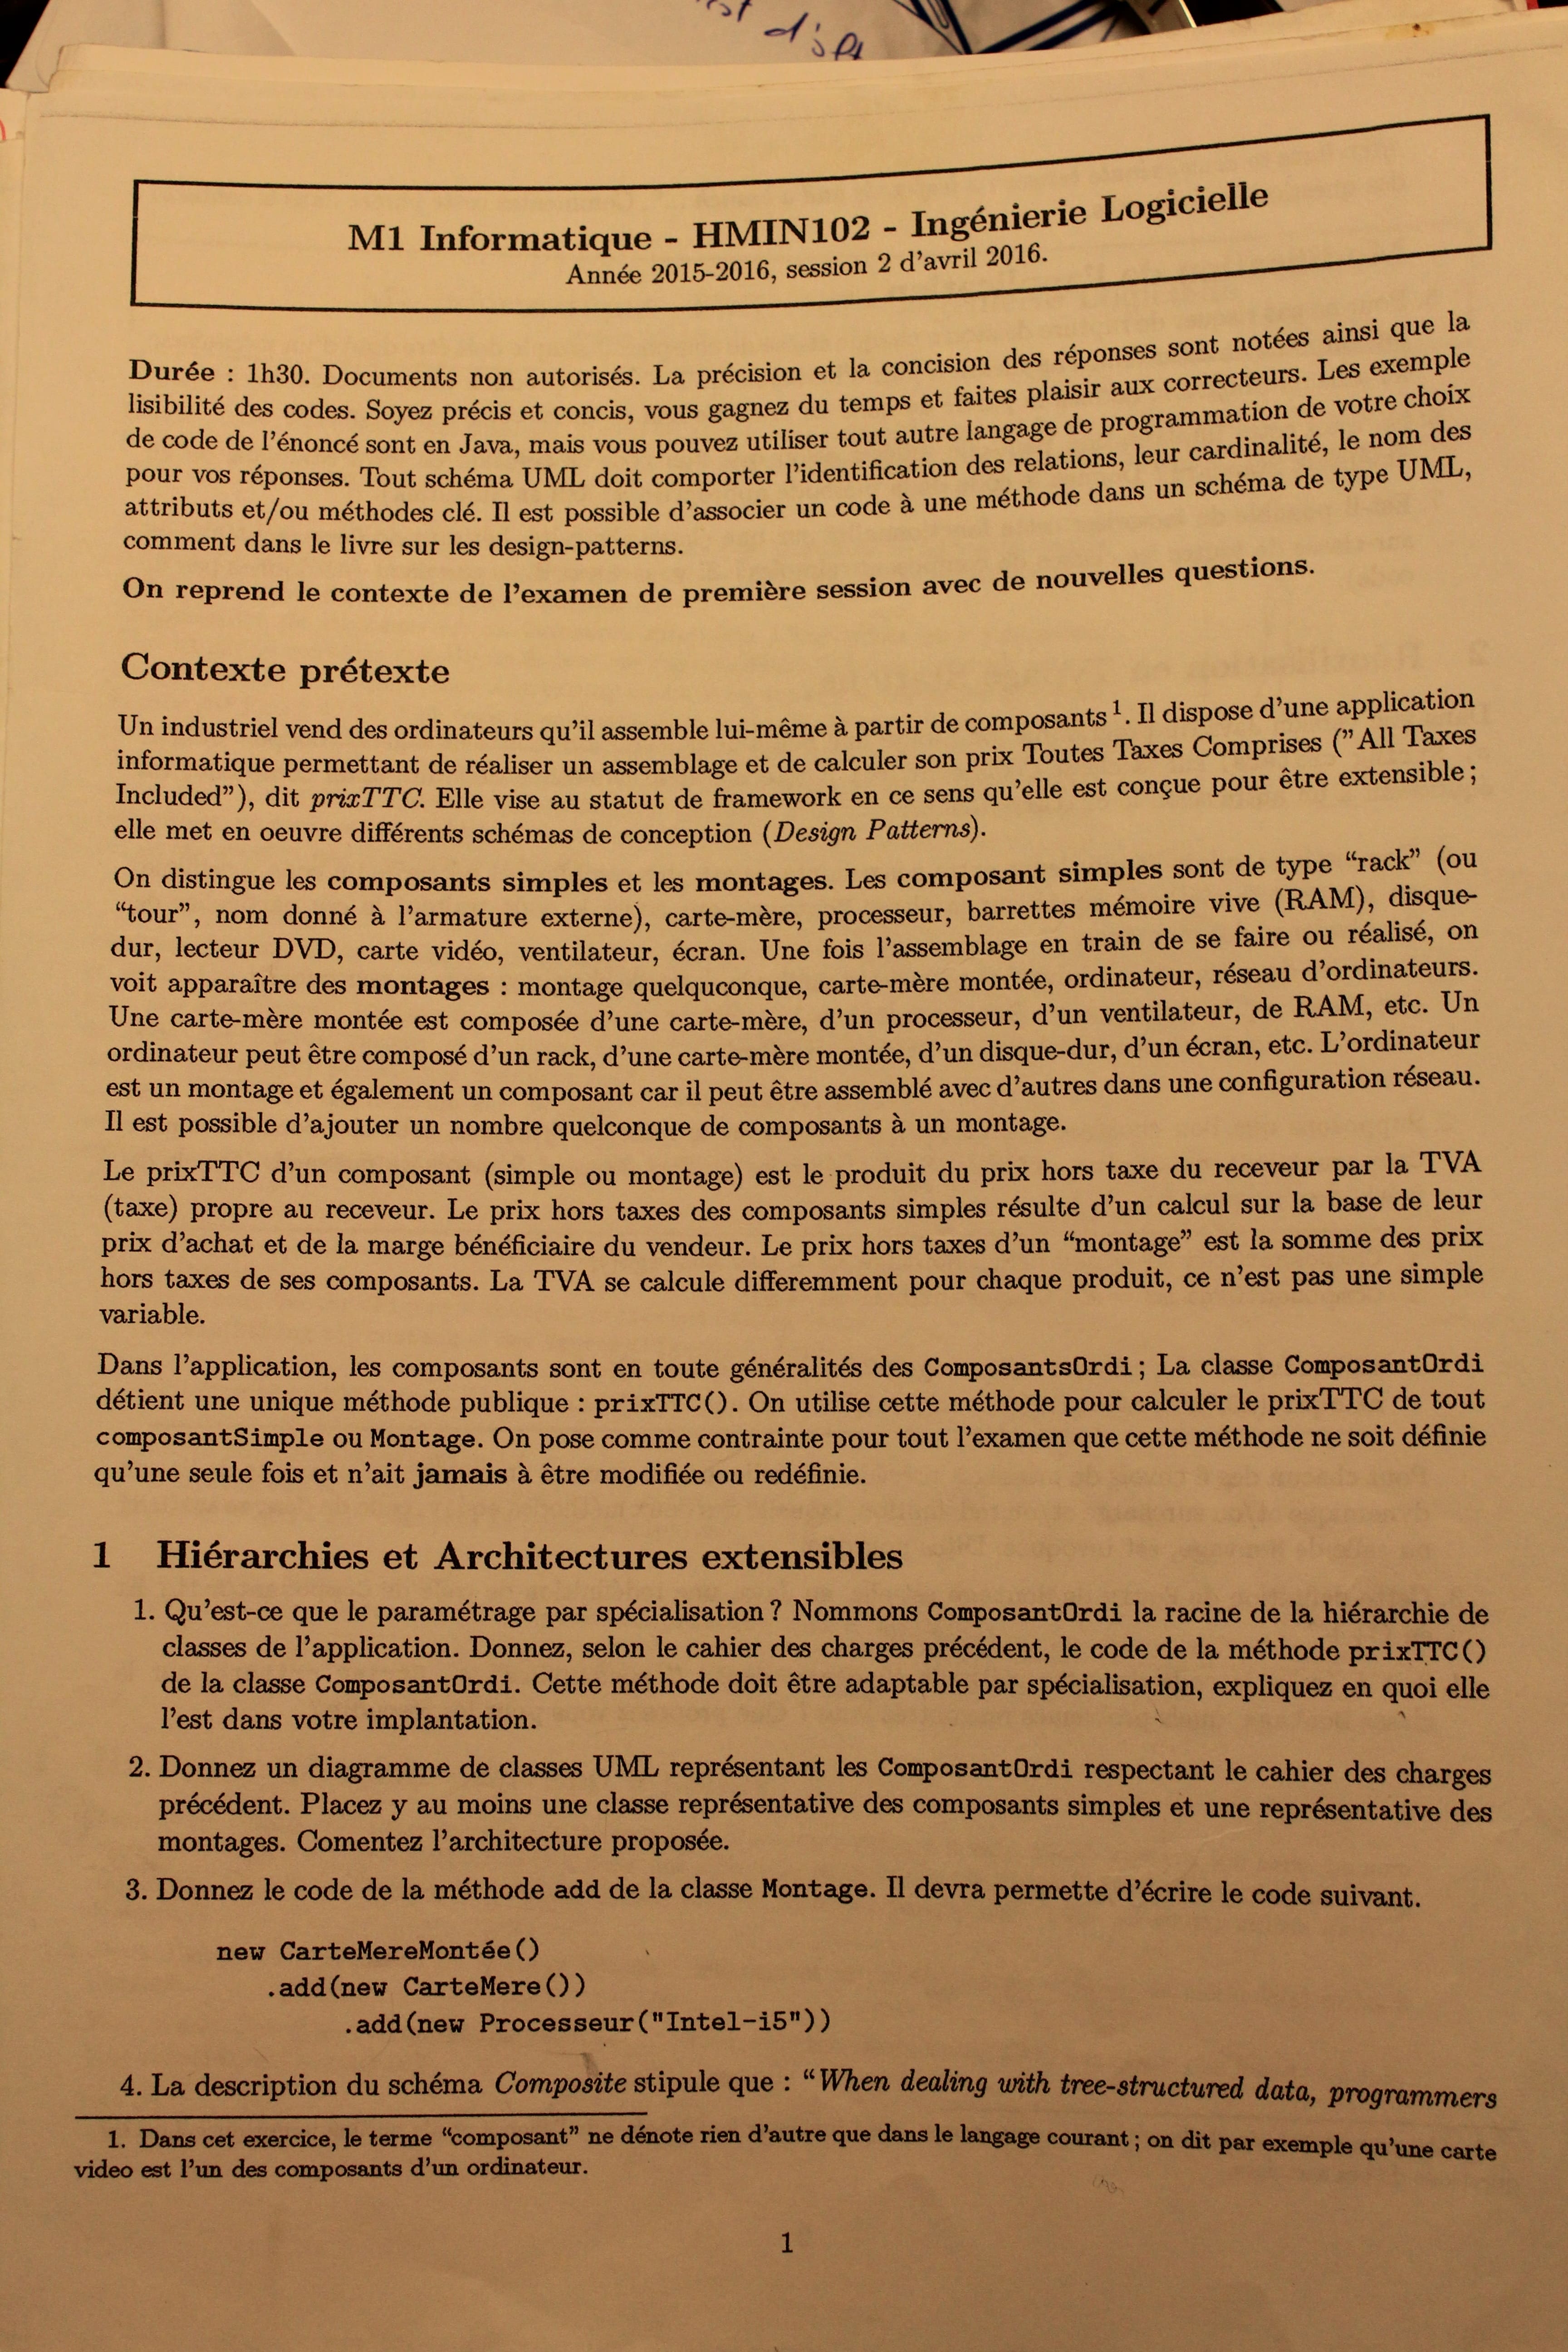 d'
M1 Informatique - HMIN102 - Ingénierie Logicielle
Année 2015-2016, session 2 d'avril 2016.
Durée : 1h30. Documents non autorisés. La précision et la concision des réponses sont notées ainsi que la
lisibilité des codes. Soyez précis et concis, vous gagnez du temps et faites plaisir aux correcteurs. Les exemple
de code de l'énoncé sont en Java, mais vous pouvez utiliser tout autre langage de programmation de votre choix
pour vos réponses. Tout schéma UML doit comporter l'identification des relations, leur cardinalité, le nom des
attributs et/ou méthodes clé. Il est possible d'associer un code à une méthode dans un schéma de type UML,
comment dans le livre sur les design-patterns.
On reprend le contexte de l'examen de première session avec de nouvelles questions.
Contexte prétexte
Un industriel vend des ordinateurs qu'il assemble lui-même à partir de composants 1. Il dispose d'une application
informatique permettant de réaliser un assemblage et de calculer son prix Toutes Taxes Comprises ("All Taxes
Included"), dit prixTTC. Elle vise au statut de framework en ce sens qu'elle est conçue pour être extensible ;
elle met en oeuvre différents schémas de conception (Design Patterns).
On distingue les composants simples et les montages. Les composant simples sont de type “rack” (ou
“tour”, nom donné à l'armature externe), carte-mère, processeur, barrettes mémoire vive (RAM), disque-
dur, lecteur DVD, carte vidéo, ventilateur, écran. Une fois l'assemblage en train de se faire ou réalisé, on
voit apparaître des montages : montage quelquconque, carte-mère montée, ordinateur, réseau d'ordinateurs.
Une carte-mère montée est composée d'une carte-mère, d'un processeur, d'un ventilateur, de RAM, etc. Un
ordinateur peut être composé d'un rack, d'une carte-mère montée, d'un disque-dur, d'un écran, etc. L'ordinateur
est un montage et également un composant car il peut être assemblé avec d'autres dans une configuration réseau.
Il est possible d'ajouter un nombre quelconque de composants à un montage.
Le prixTTC d'un composant (simple ou montage) est le produit du prix hors taxe du receveur par la TVA
(taxe) propre au receveur. Le prix hors taxes des composants simples résulte d'un calcul sur la base de leur
prix d'achat et de la marge bénéficiaire du vendeur. Le prix hors taxes d'un “montage” est la somme des prix
hors taxes de ses composants. La TVA se calcule differemment pour chaque produit, ce n'est pas une simple
variable.
Dans l'application, les composants sont en toute généralités des ComposantsOrdi ; La classe ComposantOrdi
détient une unique méthode publique : prixTTC(). On utilise cette méthode pour calculer le prixTTC de tout
composantSimple ou Montage. On pose comme contrainte pour tout l'examen que cette méthode ne soit définie
qu'une seule fois et n'ait jamais à être modifiée ou redéfinie.
1 Hiérarchies et Architectures extensibles
1. Qu'est-ce que le paramétrage par spécialisation ? Nommons ComposantOrdi la racine de la hiérarchie de
classes de l'application. Donnez, selon le cahier des charges précédent, le code de la méthode prixTTC()
de la classe ComposantOrdi. Cette méthode doit être adaptable par spécialisation, expliquez en quoi elle
l'est dans votre implantation.
2. Donnez un diagramme de classes UML représentant les ComposantOrdi respectant le cahier des charges
précédent. Placez y au moins une classe représentative des composants simples et une représentative des
montages. Comentez l'architecture proposée.
3. Donnez le code de la méthode add de la classe Montage. Il devra permette d'écrire le code suivant.
new CarteMereMontée()
.add(new CarteMere())
.add(new Processeur("Intel-i5"))
4. La description du schéma Composite stipule que : “When dealing with tree-structured data, programmers
1. Dans cet exercice, le terme “composant” ne dénote rien d'autre que dans le langage courant ; on dit par exemple qu'une carte
video est l'un des composants d'un ordinateur.
1